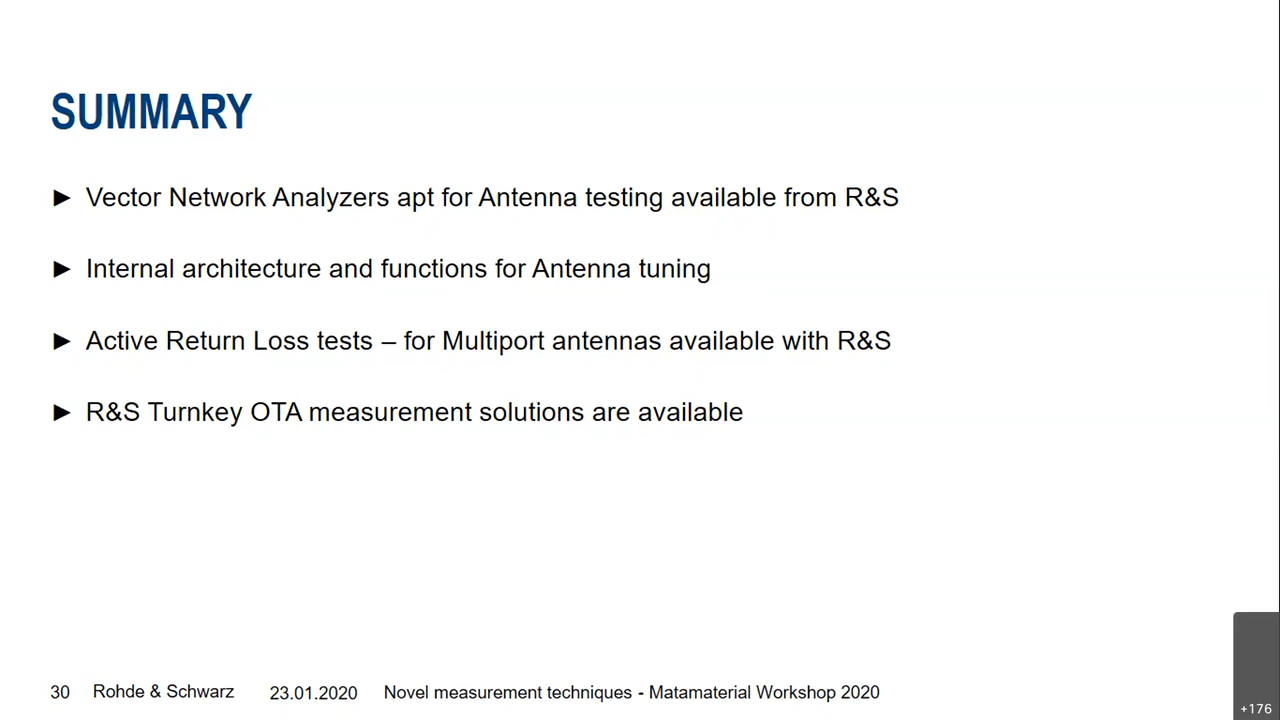 SUMMARY
► Vector Network Analyzers apt for Antenna testing available from R&S
► Internal architecture and functions for Antenna tuning
► Active Return Loss tests – for Multiport antennas available with R&S
► R&S Turnkey OTA measurement solutions are available
30 Rohde & Schwarz 23.01.2020 Novel measurement techniques - Matamaterial Workshop 2020
+176